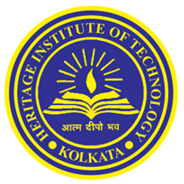 HERITAGE INSTITUTE OF TECHNOLOGY
आत्म दीपो भव
• KOLKATA •